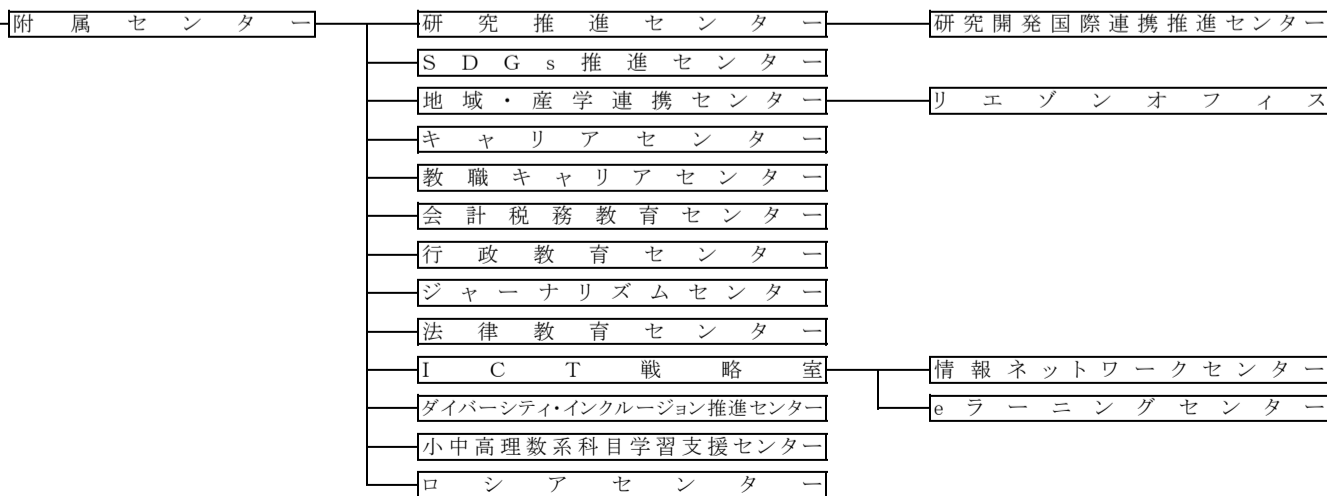 附属センター 研究推進センター 研究開発国際連携推進センター
SDGs推進センター
地域・産学連携センター リエゾンオフィス
キャリアセンター
教職キャリアセンター
会計税務教育センター
行政教育センター
ジャーナリズムセンター
法律教育センター
ICT戦略室 情報ネットワークセンター
ダイバーシティ・インクルージョン推進センター eラーニングセンター
小中高理数系科目学習支援センター
ロシアセンター